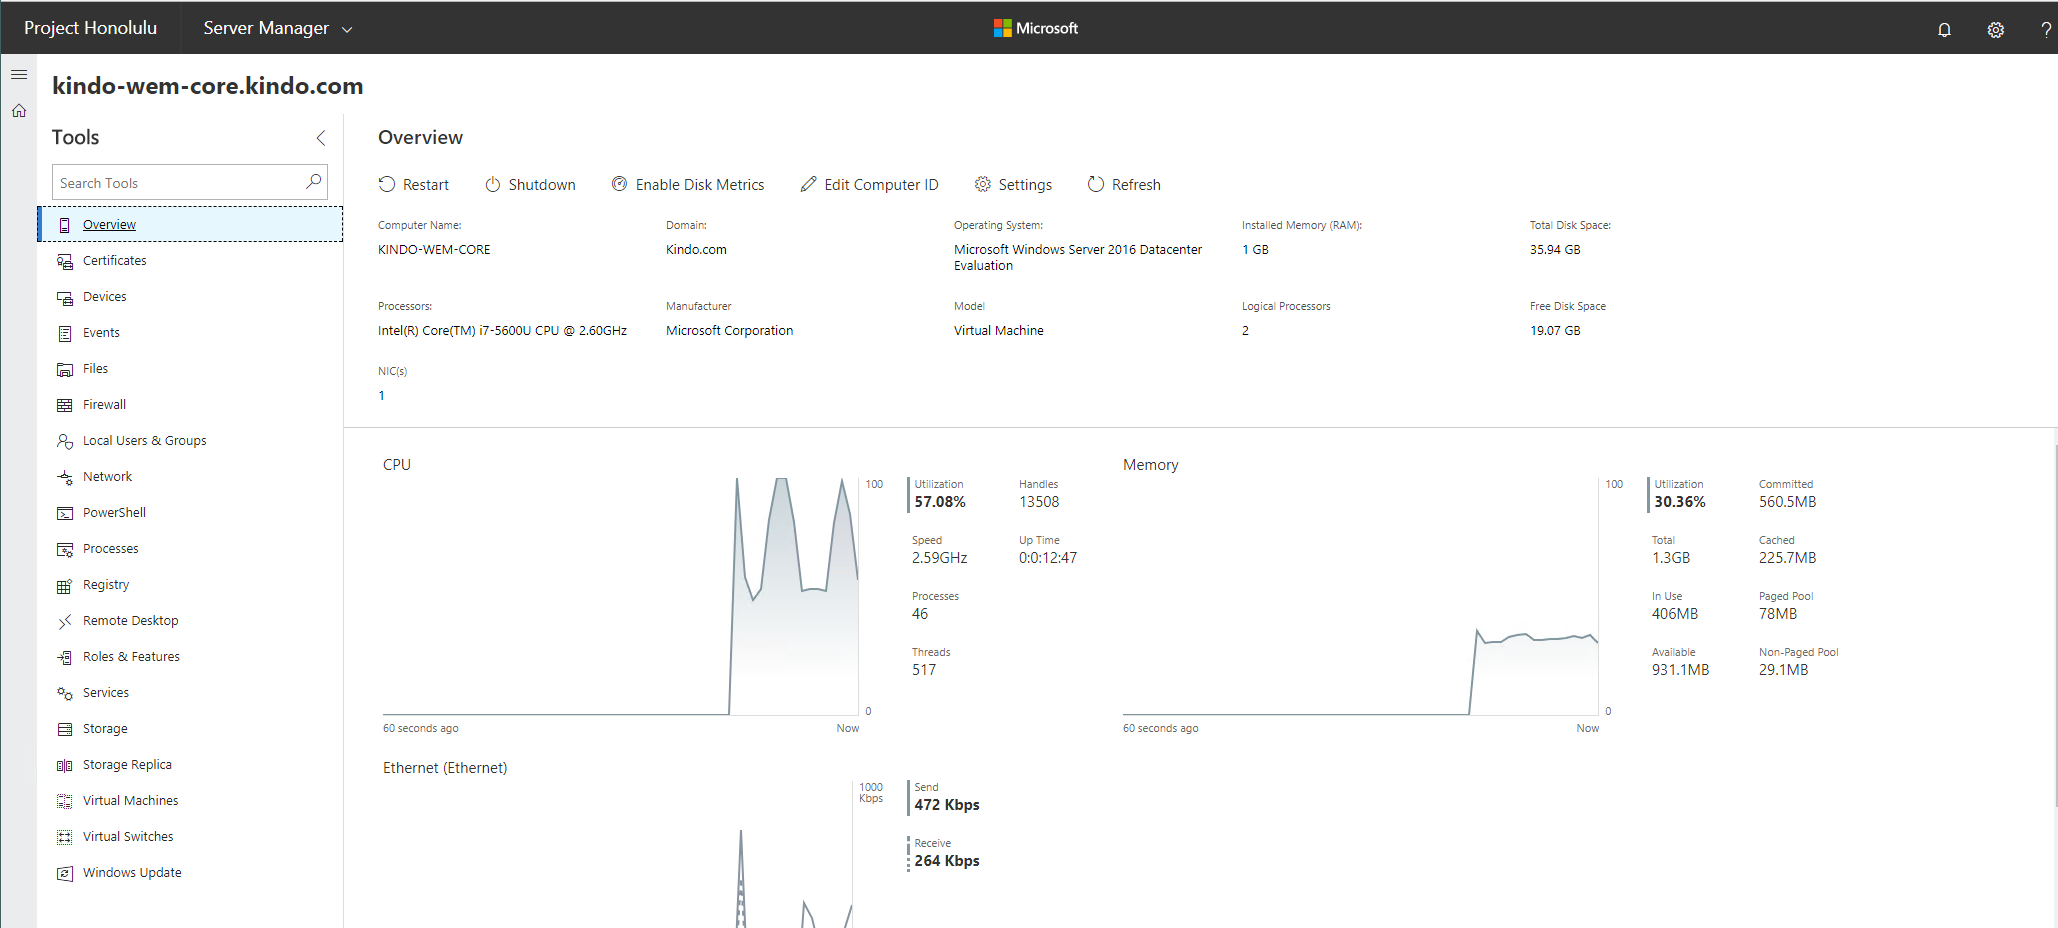 Project Honolulu
Server Manager
Microsoft
?
kindo-wem-core.kindo.com
Tools
Search Tools
Overview
Certificates
Devices
Events
Files
Firewall
Local Users & Groups
Network
PowerShell
Processes
Registry
Remote Desktop
Roles & Features
Services
Storage
Storage Replica
Virtual Machines
Virtual Switches
Windows Update
Overview
Restart Shutdown Enable Disk Metrics Edit Computer ID Settings Refresh
Computer Name:
KINDO-WEM-CORE
Domain:
Kindo.com
Operating System:
Microsoft Windows Server 2016 Datacenter
Evaluation
Installed Memory (RAM):
1 GB
Total Disk Space:
35.94 GB
Processors:
Intel(R) Core(TM) i7-5600U CPU @ 2.60GHz
Manufacturer
Microsoft Corporation
Model
Virtual Machine
Logical Processors
2
Free Disk Space
19.07 GB
NIC(s)
1
CPU
100
0
60 seconds ago
Now
Utilization
57.08%
Handles
13508
Speed
2.59GHz
Up Time
0:0:12:47
Processes
46
Threads
517
Memory
100
0
60 seconds ago
Now
Utilization
30.36%
Committed
560.5MB
Total
1.3GB
Cached
225.7MB
In Use
406MB
Paged Pool
78MB
Available
931.1MB
Non-Paged Pool
29.1MB
Ethernet (Ethernet)
1000
Kbps
Send
472 Kbps
Receive
264 Kbps